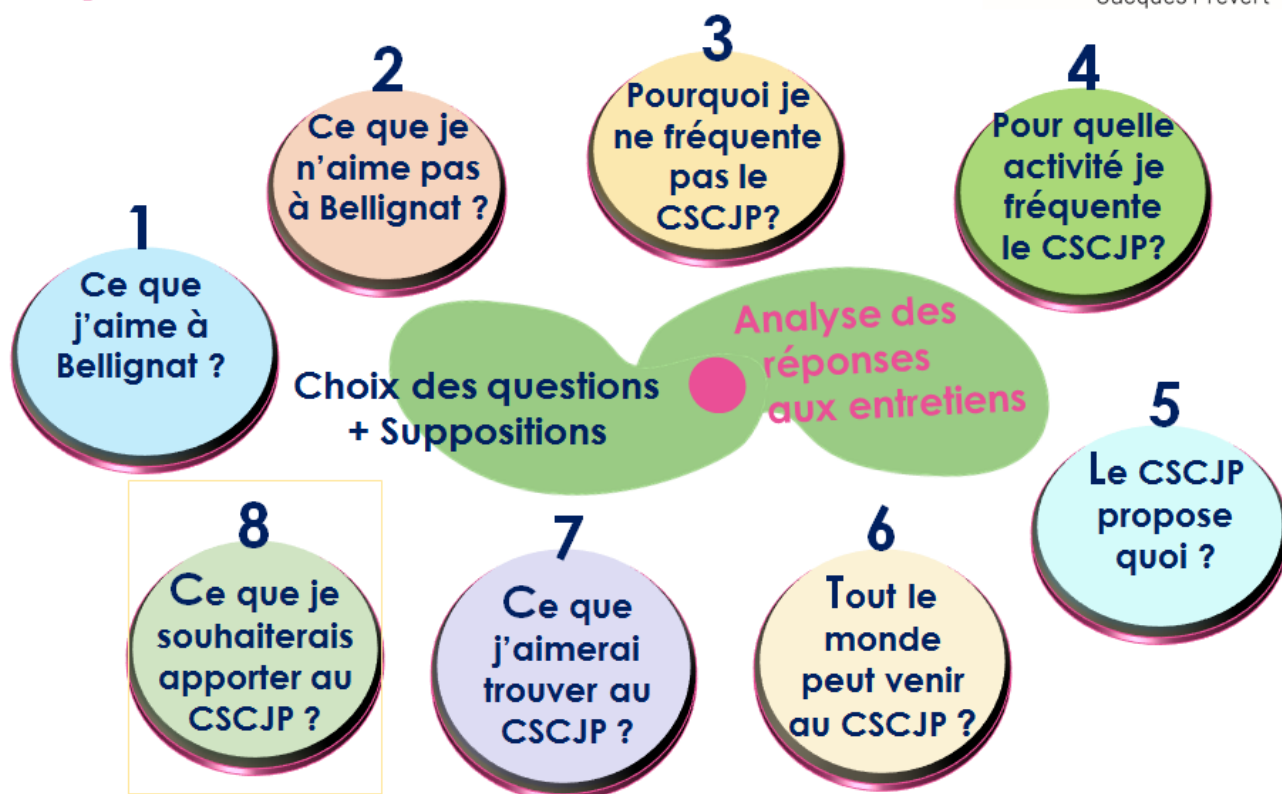 Jacques Prévert
1
Ce que
j'aime à
Bellignat ?
2
Ce que je
n'aime pas
à Bellignat ?
3
Pourquoi je
ne fréquente
pas le
CSCJP?
4
Pour quelle
activité je
fréquente
le CSCJP?
Choix des questions
+ Suppositions
Analyse des
réponses
aux entretiens
5
Le CSCJP
propose
quoi ?
6
Tout le
monde
peut venir
au CSCJP ?
7
Ce que
j'aimerai
trouver au
CSCJP ?
8
Ce que je
souhaiterais
apporter au
CSCJP ?